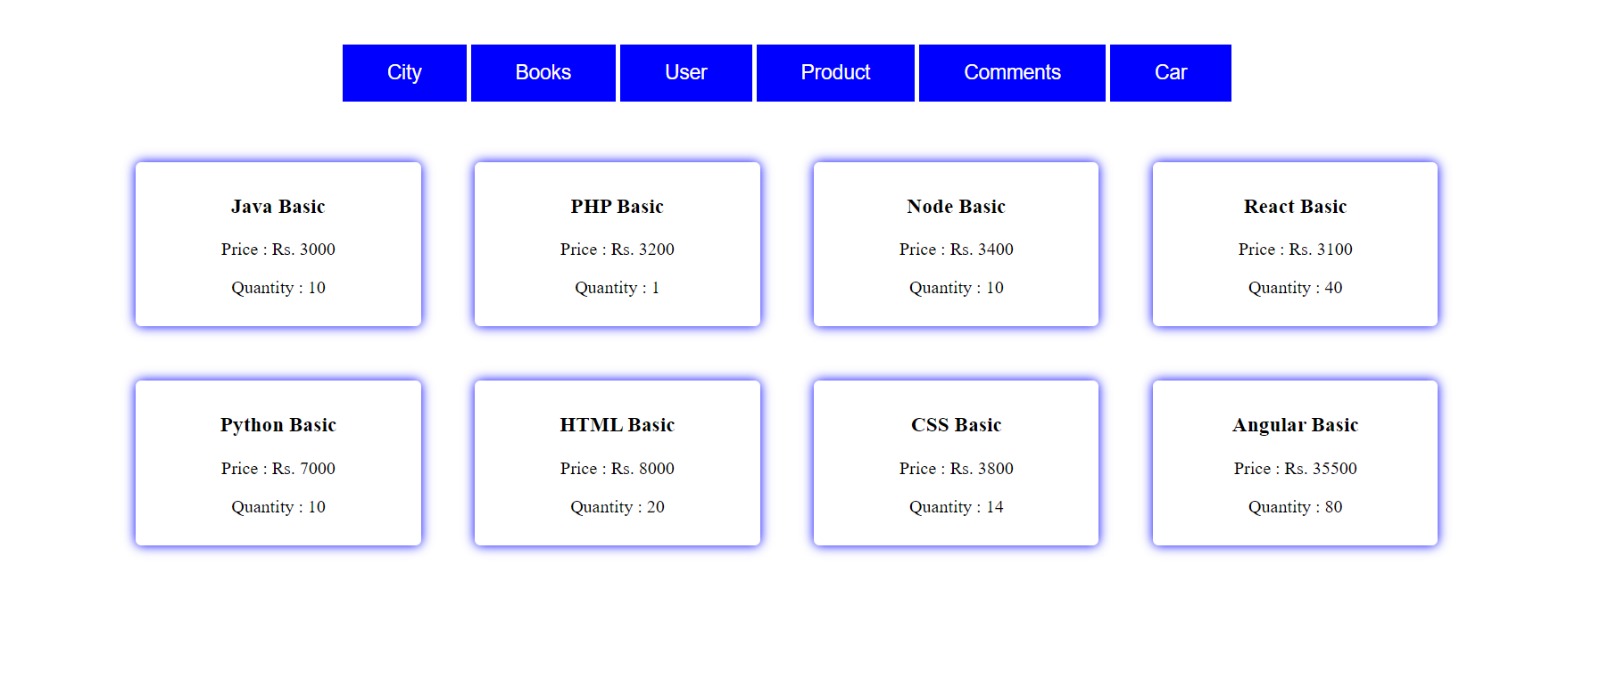 City Books User Product Comments Car
Java Basic
Price : Rs. 3000
Quantity : 10
PHP Basic
Price : Rs. 3200
Quantity : 1
Node Basic
Price : Rs. 3400
Quantity : 10
React Basic
Price : Rs. 3100
Quantity : 40
Python Basic
Price : Rs. 7000
Quantity : 10
HTML Basic
Price : Rs. 8000
Quantity : 20
CSS Basic
Price : Rs. 3800
Quantity : 14
Angular Basic
Price : Rs. 35500
Quantity : 80